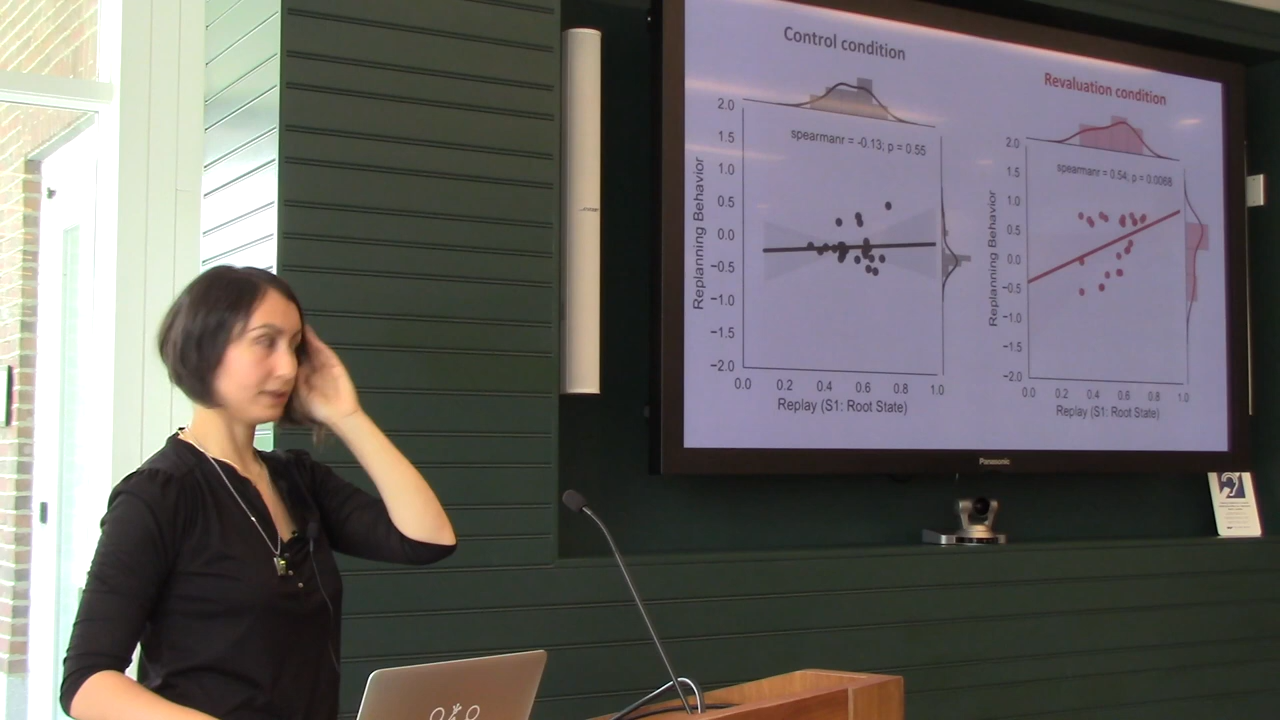 Control condition
2.0
1.5
1.0
0.5
0.0
−0.5
−1.0
−1.5
−2.0
spearmanr = -0.13; p = 0.55
Replanning Behavior
0.0 0.2 0.4 0.6 0.8 1.0
Replay (S1: Root State)
Revaluation condition
2.0
1.5
1.0
0.5
0.0
−0.5
−1.0
−1.5
−2.0
spearmanr = 0.54; p = 0.0068
Replanning Behavior
0.0 0.2 0.4 0.6 0.8 1.0
Replay (S1: Root State)
Panasonic